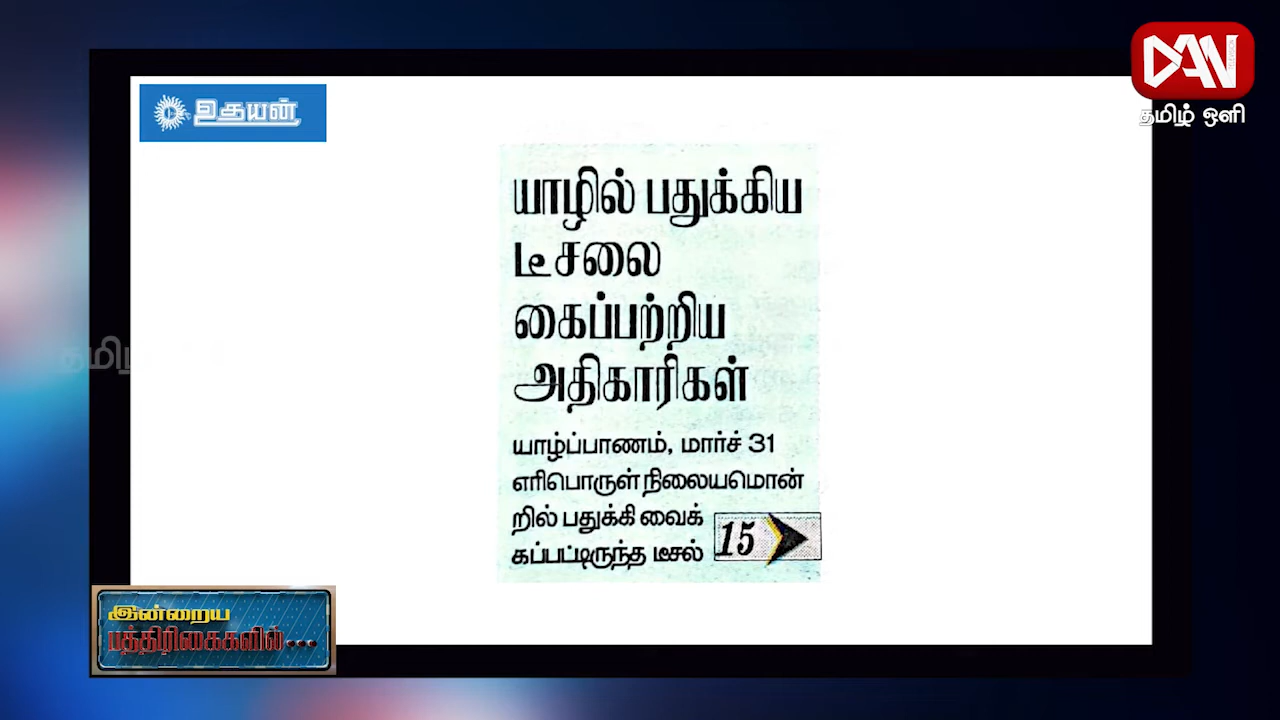 உதயன்
DAN
தமிழ் ஒளி
யாழில் பதுக்கிய
டீசலை
கைப்பற்றிய
அதிகாரிகள்
யாழ்ப்பாணம், மார்ச் 31
எரிபொருள் நிலையமொன்
றில் பதுக்கி வைக்
கப்பட்டிருந்த டீசல்
15
இன்றைய
பத்திரிகைகளில்...